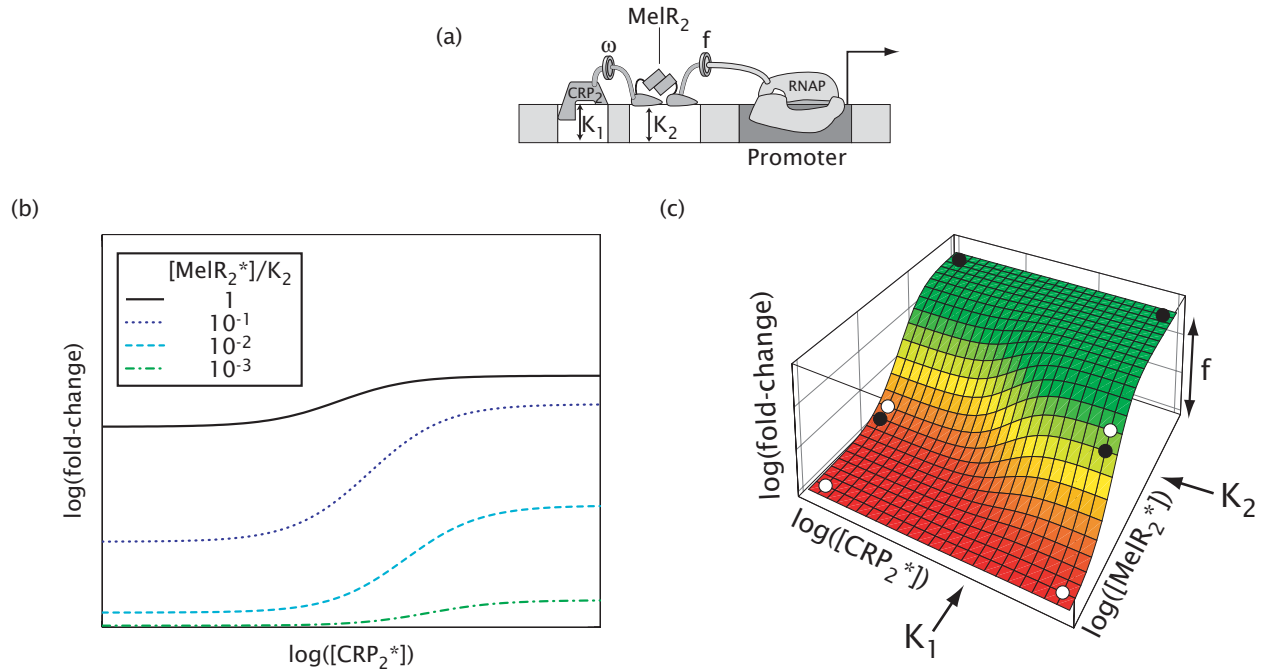 (a)
MelR₂
ω
f
CRP₂
RNAP
K₁
K₂
Promoter
(b)
[MelR₂*]/K₂
1
10⁻¹
10⁻²
10⁻³
log(fold-change)
log([CRP₂*])
(c)
log(fold-change)
f
K₂
log([CRP₂*])
log([MelR₂*])
K₁